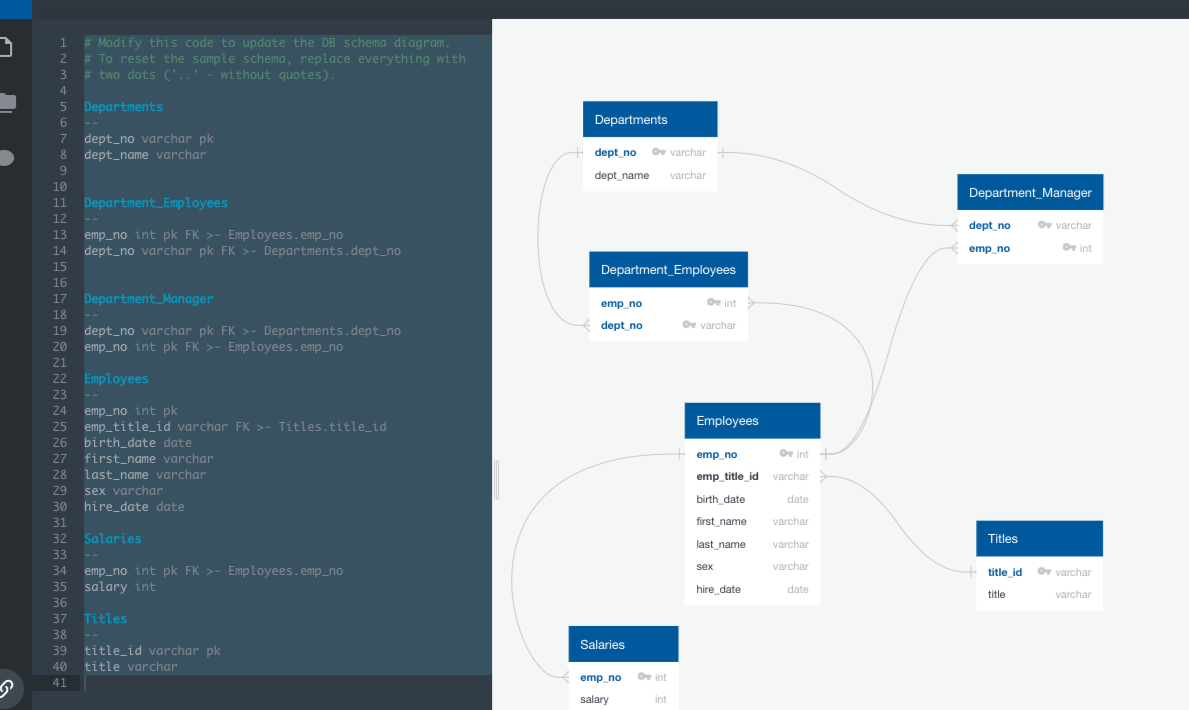 1 # Modify this code to update the DB schema diagram.
2 # To reset the sample schema, replace everything with
3 # two dots ('..' - without quotes).
4
5 Departments
6 --
7 dept_no varchar pk
8 dept_name varchar
9
10
11 Department_Employees
12 --
13 emp_no int pk FK >- Employees.emp_no
14 dept_no varchar pk FK >- Departments.dept_no
15
16
17 Department_Manager
18 --
19 dept_no varchar pk FK >- Departments.dept_no
20 emp_no int pk FK >- Employees.emp_no
21
22 Employees
23 --
24 emp_no int pk
25 emp_title_id varchar FK >- Titles.title_id
26 birth_date date
27 first_name varchar
28 last_name varchar
29 sex varchar
30 hire_date date
31
32 Salaries
33 --
34 emp_no int pk FK >- Employees.emp_no
35 salary int
36
37 Titles
38 --
39 title_id varchar pk
40 title varchar
41
Departments
dept_no varchar
dept_name varchar
Department_Manager
dept_no varchar
emp_no int
Department_Employees
emp_no int
dept_no varchar
Employees
emp_no int
emp_title_id varchar
birth_date date
first_name varchar
last_name varchar
sex varchar
hire_date date
Titles
title_id varchar
title varchar
Salaries
emp_no int
salary int